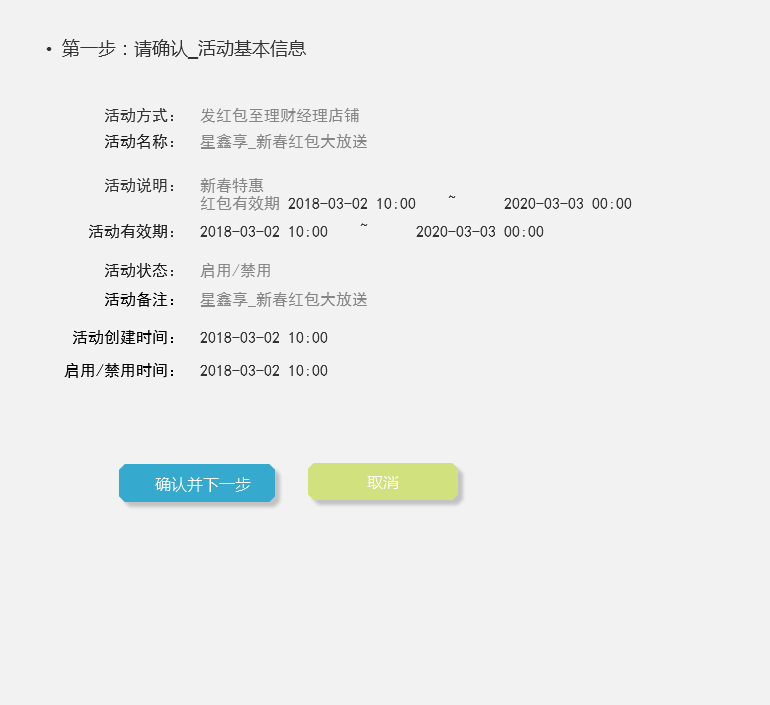 • 第一步：请确认_活动基本信息
活动方式： 发红包至理财经理店铺
活动名称： 星鑫享_新春红包大放送
活动说明： 新春特惠
红包有效期 2018-03-02 10:00 ~ 2020-03-03 00:00
活动有效期： 2018-03-02 10:00 ~ 2020-03-03 00:00
活动状态： 启用/禁用
活动备注： 星鑫享_新春红包大放送
活动创建时间： 2018-03-02 10:00
启用/禁用时间： 2018-03-02 10:00
确认并下一步 取消